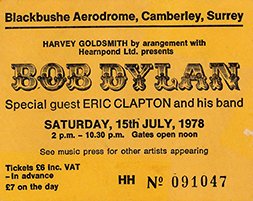 Blackbushe Aerodrome, Camberley, Surrey
HARVEY GOLDSMITH by arangement with
Hearnpond Ltd. presents
BOB DYLAN
Special guest ERIC CLAPTON and his band
SATURDAY, 15th JULY, 1978
2 p.m. – 10.30 p.m. Gates open noon
See music press for other artists appearing
Tickets £6 inc. VAT
– in advance
£7 on the day
HH Nº 091047